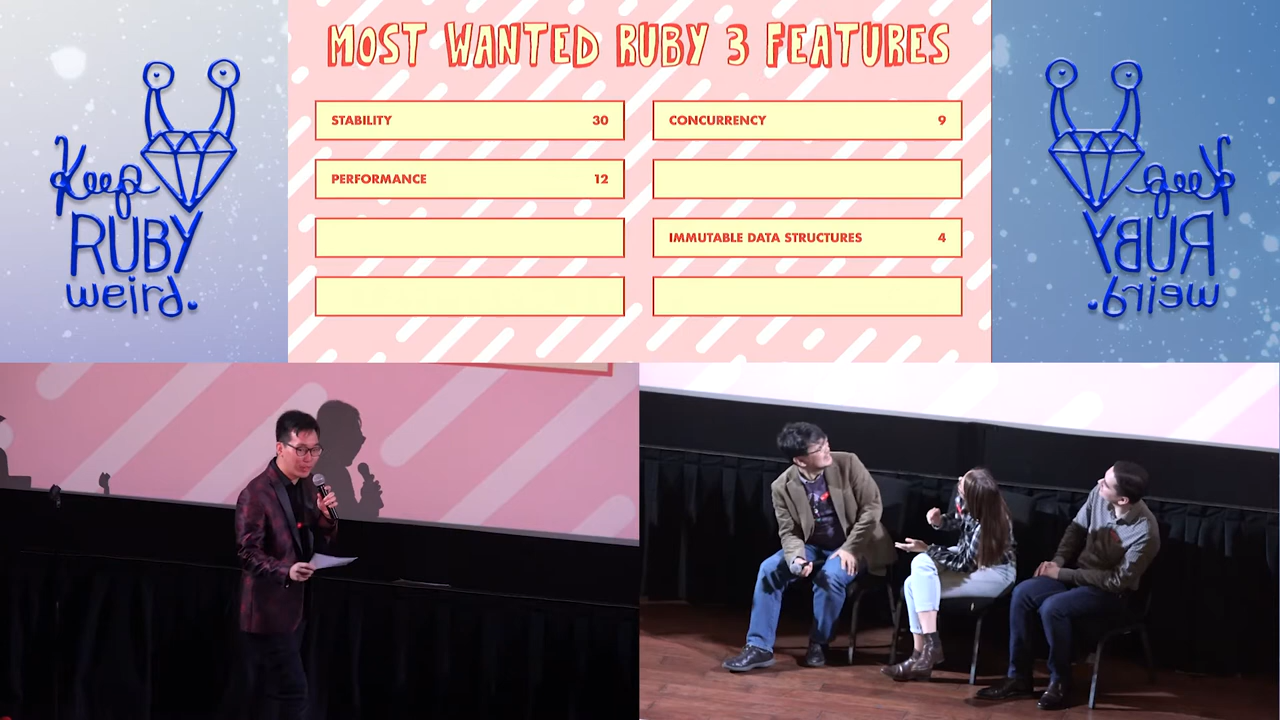 MOST WANTED RUBY 3 FEATURES
STABILITY 30
CONCURRENCY 9
PERFORMANCE 12
IMMUTABLE DATA STRUCTURES 4
Keep
RUBY
weird.
Keep
RUBY
weird.